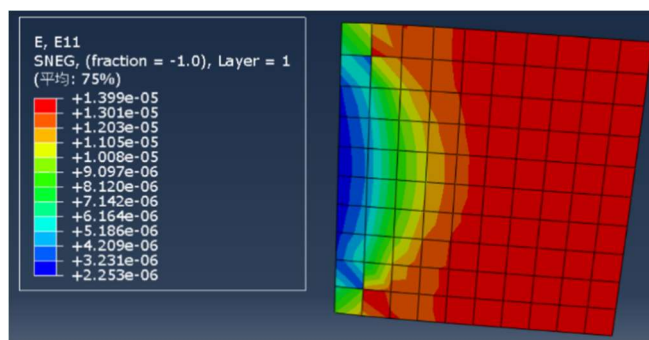 E, E11
SNEG, (fraction = -1.0), Layer = 1
(平均: 75%)
+1.399e-05
+1.301e-05
+1.203e-05
+1.105e-05
+1.008e-05
+9.097e-06
+8.120e-06
+7.142e-06
+6.164e-06
+5.186e-06
+4.209e-06
+3.231e-06
+2.253e-06